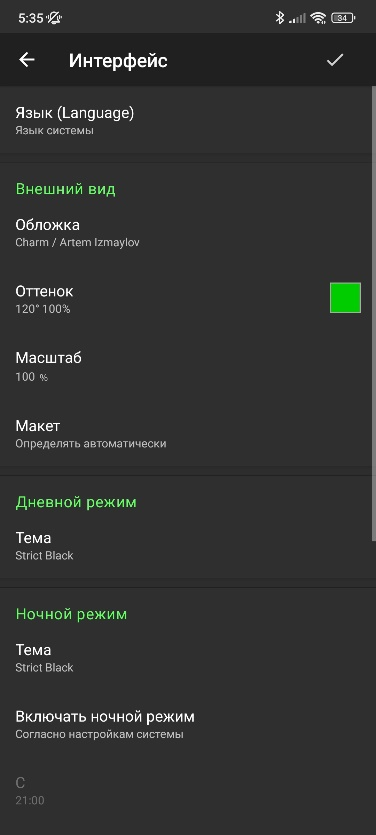 5:35
34
Интерфейс
Язык (Language)
Язык системы
Внешний вид
Обложка
Charm / Artem Izmaylov
Оттенок
120° 100%
Масштаб
100 %
Макет
Определять автоматически
Дневной режим
Тема
Strict Black
Ночной режим
Тема
Strict Black
Включать ночной режим
Согласно настройкам системы
С
21:00